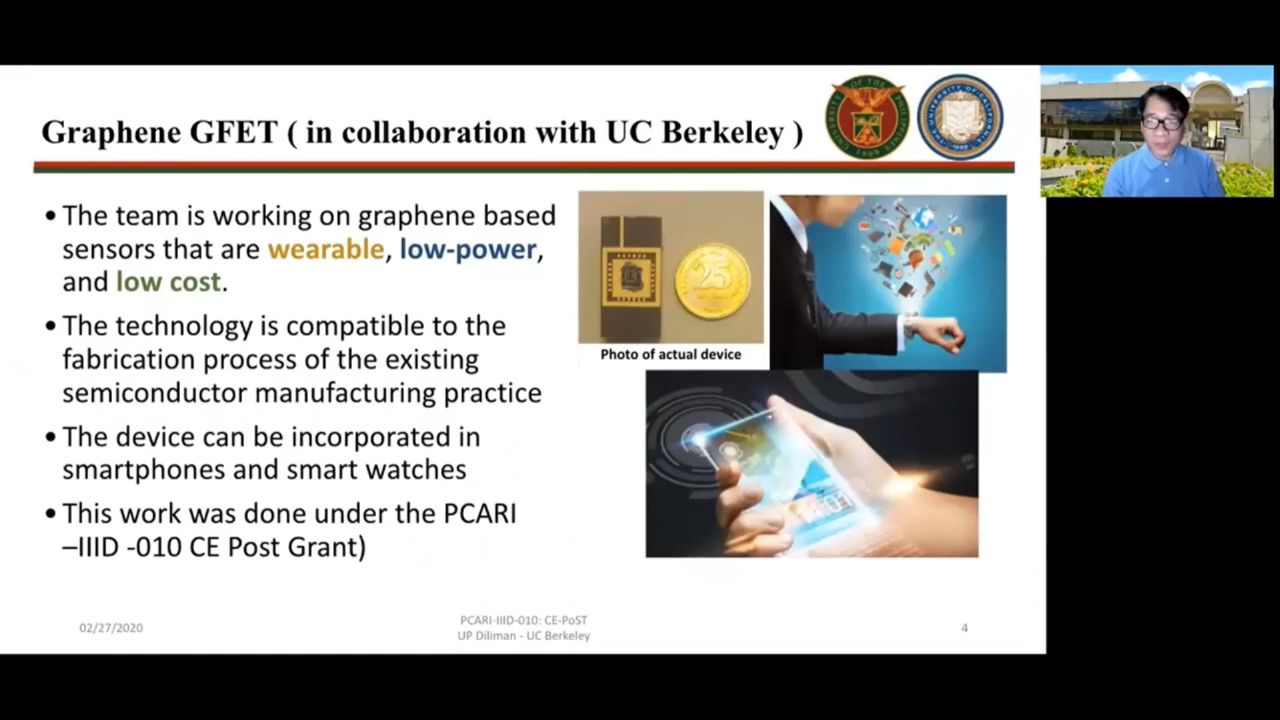 Graphene GFET ( in collaboration with UC Berkeley )
• The team is working on graphene based
sensors that are wearable, low-power,
and low cost.
• The technology is compatible to the
fabrication process of the existing
semiconductor manufacturing practice
• The device can be incorporated in
smartphones and smart watches
• This work was done under the PCARI
–IIID -010 CE Post Grant)
25
Photo of actual device
02/27/2020
PCARI-IIID-010: CE-PoST
UP Diliman - UC Berkeley
4